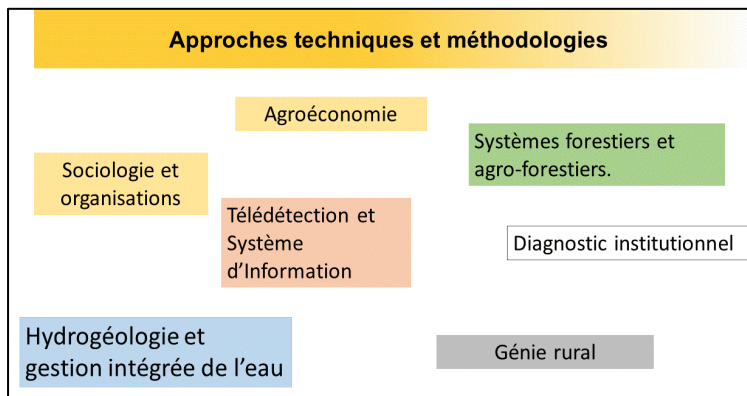 Approches techniques et méthodologies
Agroéconomie
Systèmes forestiers et
agro-forestiers.
Sociologie et
organisations
Télédétection et
Système
d’Information
Diagnostic institutionnel
Hydrogéologie et
gestion intégrée de l’eau
Génie rural